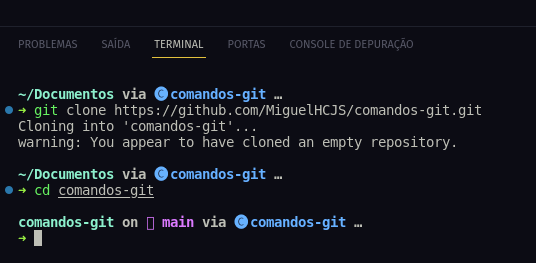 PROBLEMAS SAÍDA TERMINAL PORTAS CONSOLE DE DEPURAÇÃO
~/Documentos via 🅒 comandos-git …
➜ git clone https://github.com/MiguelHCJS/comandos-git.git
Cloning into 'comandos-git'...
warning: You appear to have cloned an empty repository.
~/Documentos via 🅒 comandos-git …
➜ cd comandos-git
comandos-git on  main via 🅒 comandos-git …
➜